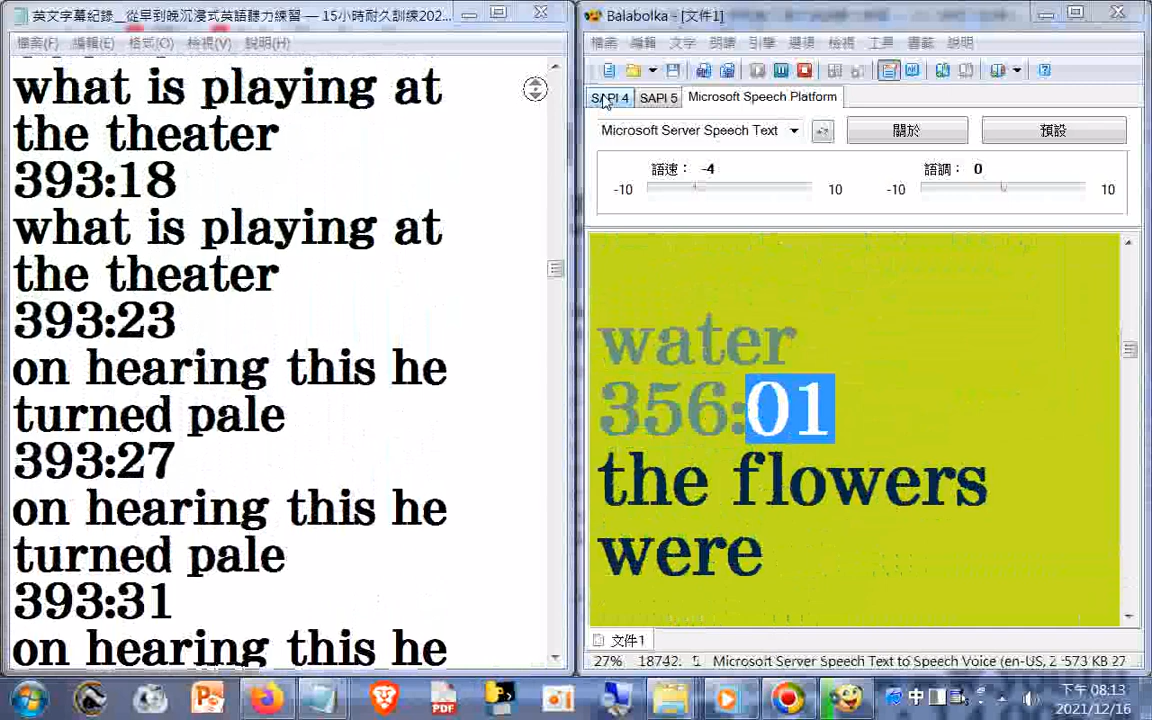 英文字幕紀錄__從早到晚沉浸式英語聽力練習 — 15小時耐久訓練202...
檔案(F) 編輯(E) 格式(O) 檢視(V) 說明(H)
what is playing at
the theater
393:18
what is playing at
the theater
393:23
on hearing this he
turned pale
393:27
on hearing this he
turned pale
393:31
on hearing this he
Balabolka - [文件1]
檔案 編輯 文字 朗讀 引擎 選項 檢視 工具 書籤 說明
SAPI 4 SAPI 5 Microsoft Speech Platform
Microsoft Server Speech Text
關於
預設
語速： -4
語調： 0
-10 10
-10 10
water
356:01
the flowers
were
文件1
27% 18742. Microsoft Server Speech Text to Speech Voice (en-US, Z -573 KB 27
中
下午 08:13
2021/12/16